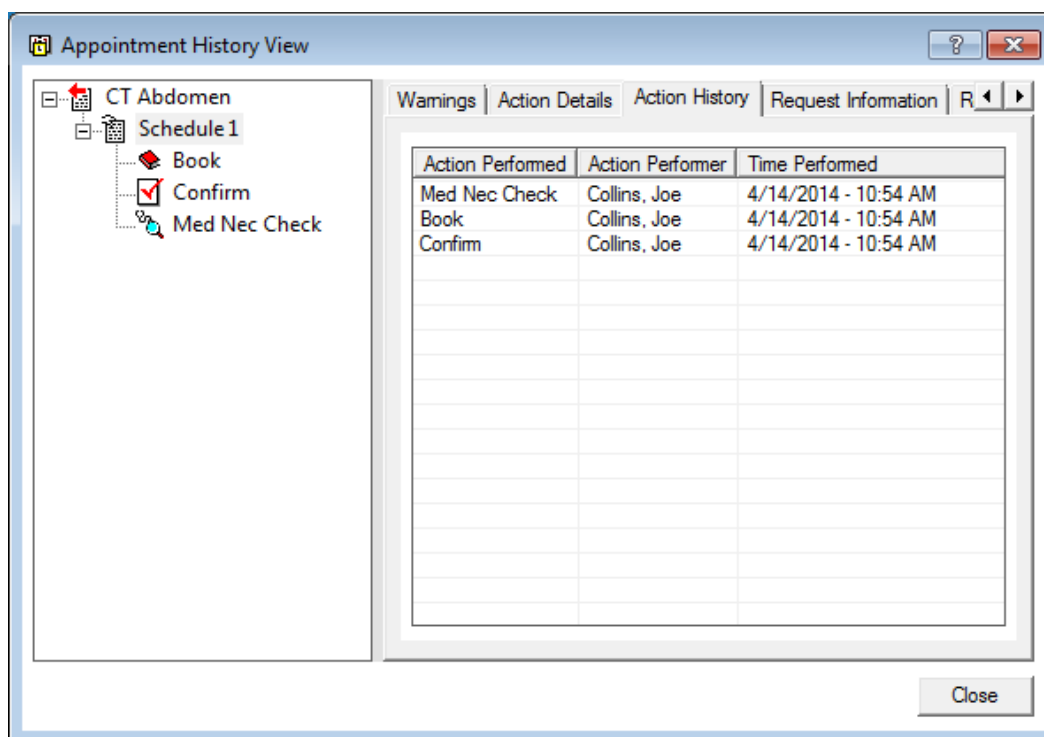 Appointment History View
CT Abdomen
Schedule 1
Book
Confirm
Med Nec Check
Warnings Action Details Action History Request Information R
Action Performed Action Performer Time Performed
Med Nec Check Collins, Joe 4/14/2014 - 10:54 AM
Book Collins, Joe 4/14/2014 - 10:54 AM
Confirm Collins, Joe 4/14/2014 - 10:54 AM
Close